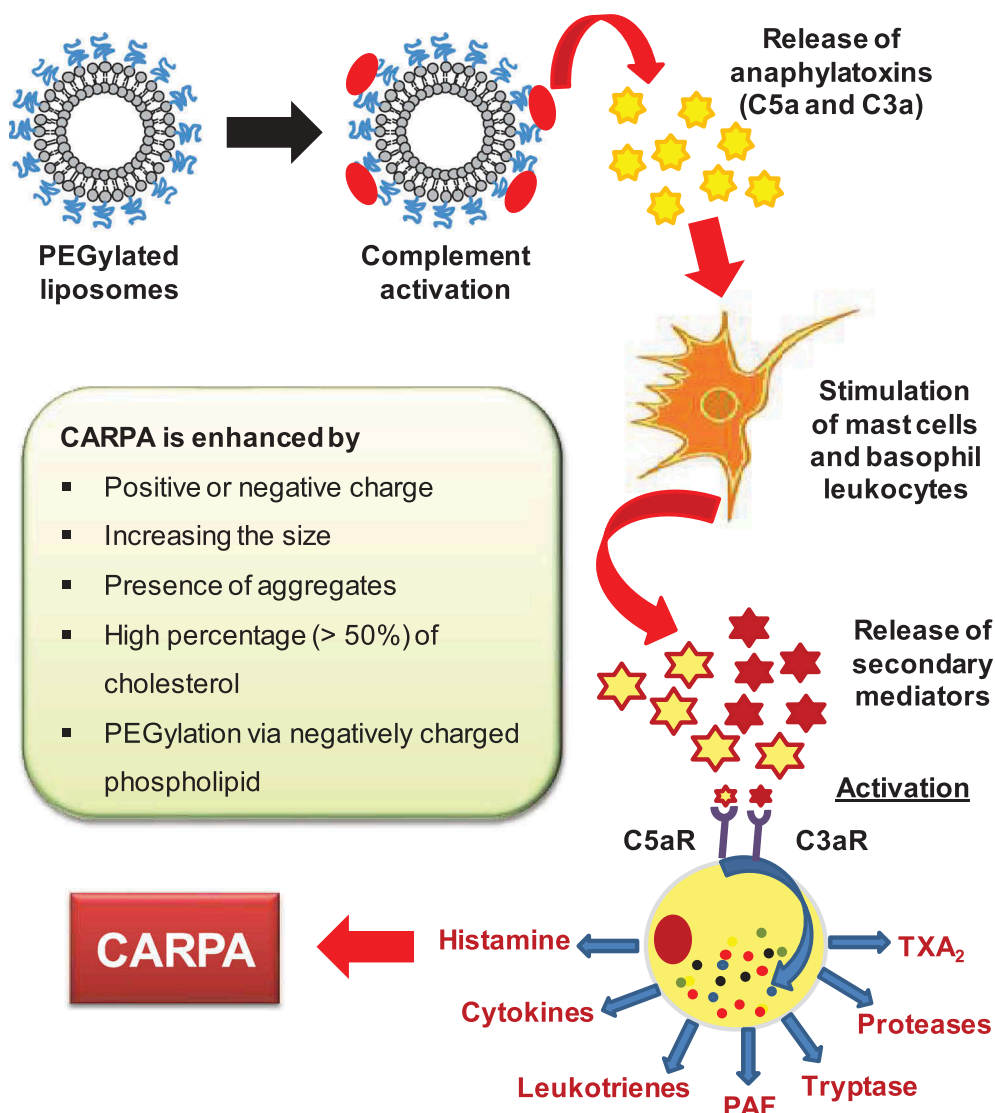 Release of
anaphylatoxins
(C5a and C3a)
PEGylated
liposomes
Complement
activation
Stimulation
of mast cells
and basophil
leukocytes
CARPA is enhanced by
▪ Positive or negative charge
▪ Increasing the size
▪ Presence of aggregates
▪ High percentage (> 50%) of
cholesterol
▪ PEGylation via negatively charged
phospholipid
Release of
secondary
mediators
Activation
C5aR
C3aR
CARPA
Histamine
TXA₂
Cytokines
Proteases
Leukotrienes
Tryptase
PAF